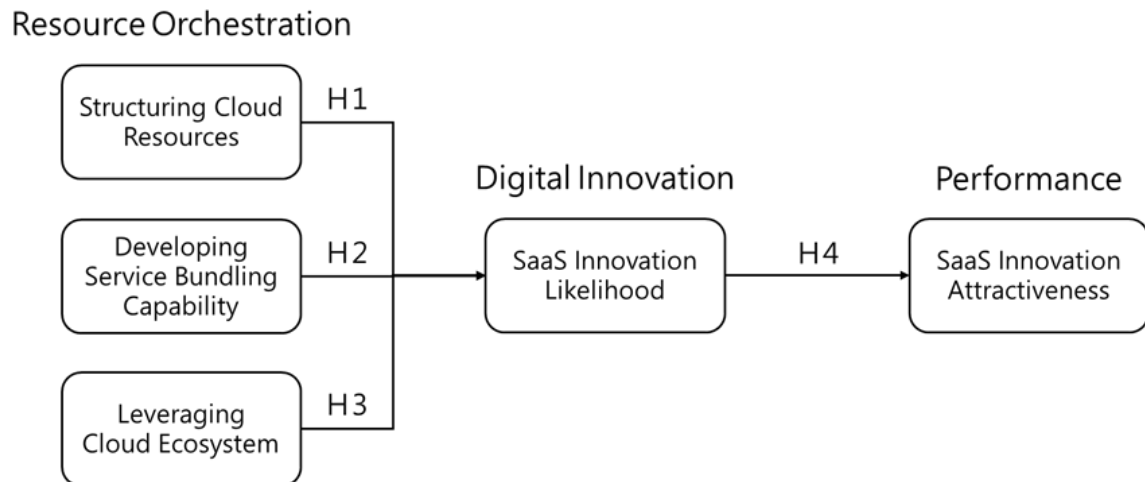 Resource Orchestration
Structuring Cloud
Resources
H1
Developing
Service Bundling
Capability
H2
Leveraging
Cloud Ecosystem
H3
Digital Innovation
SaaS Innovation
Likelihood
H4
Performance
SaaS Innovation
Attractiveness